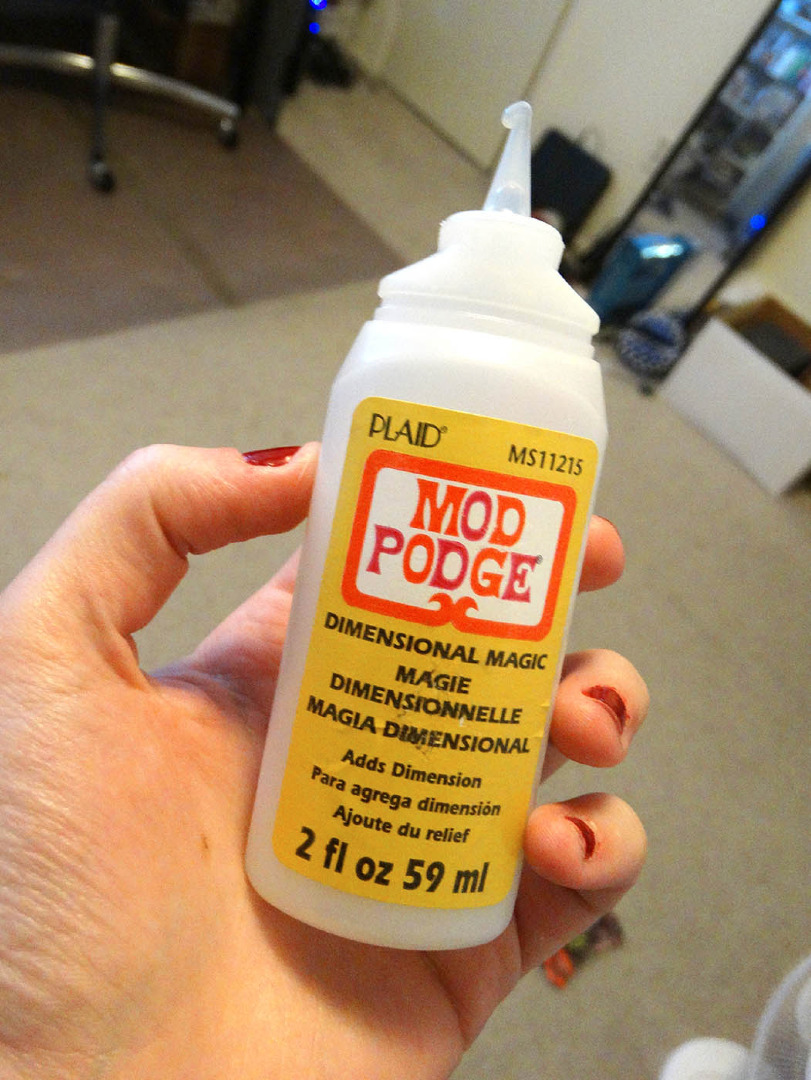 PLAID®
MS11215
MOD
PODGE®
DIMENSIONAL MAGIC
MAGIE
DIMENSIONNELLE
MAGIA DIMENSIONAL
Adds Dimension
Para agrega dimensión
Ajoute du relief
2 fl oz 59 ml